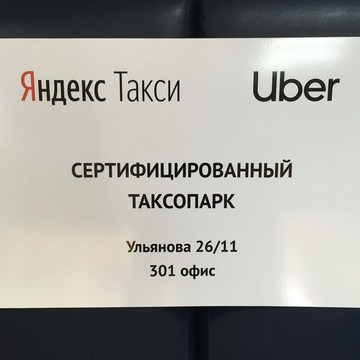 Яндекс Такси Uber
СЕРТИФИЦИРОВАННЫЙ
ТАКСОПАРК
Ульянова 26/11
301 офис